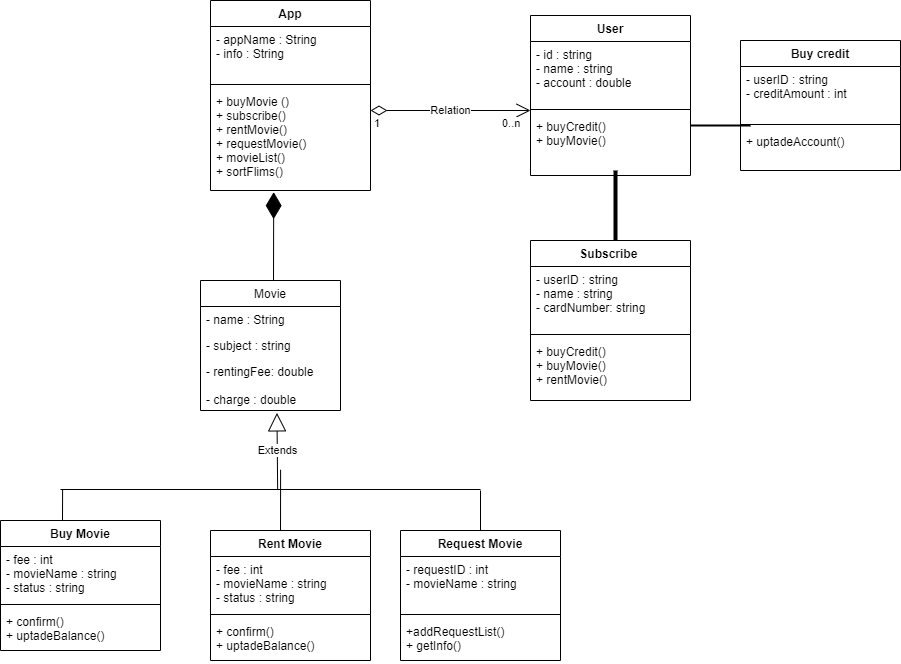 App
- appName : String
- info : String
+ buyMovie ()
+ subscribe()
+ rentMovie()
+ requestMovie()
+ movieList()
+ sortFlims()
Relation
1
0..n
User
- id : string
- name : string
- account : double
+ buyCredit()
+ buyMovie()
Buy credit
- userID : string
- creditAmount : int
+ uptadeAccount()
Subscribe
- userID : string
- name : string
- cardNumber: string
+ buyCredit()
+ buyMovie()
+ rentMovie()
Movie
- name : String
- subject : string
- rentingFee: double
- charge : double
Extends
Buy Movie
- fee : int
- movieName : string
- status : string
+ confirm()
+ uptadeBalance()
Rent Movie
- fee : int
- movieName : string
- status : string
+ confirm()
+ uptadeBalance()
Request Movie
- requestID : int
- movieName : string
+addRequestList()
+ getInfo()